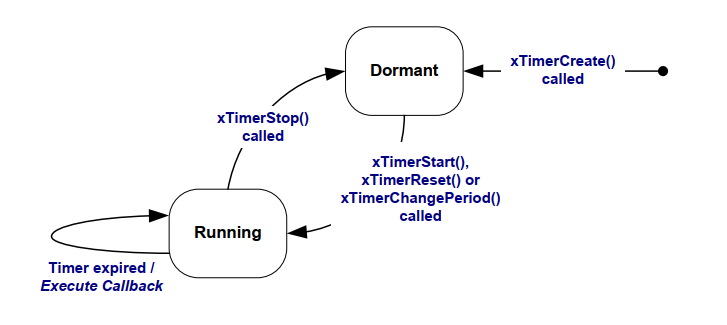 Dormant
xTimerCreate()
called
xTimerStop()
called
xTimerStart(),
xTimerReset() or
xTimerChangePeriod()
called
Running
Timer expired /
Execute Callback